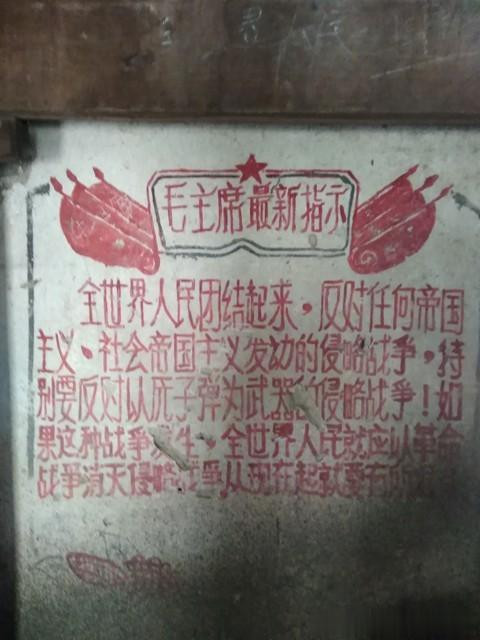 毛主席最新指示
全世界人民团结起来，反对任何帝国
主义、社会帝国主义发动的侵略战争，特
别要反对以原子弹为武器的侵略战争！如
果这种战争发生，全世界人民就应以革命
战争消灭侵略战争,从现在起就要有所